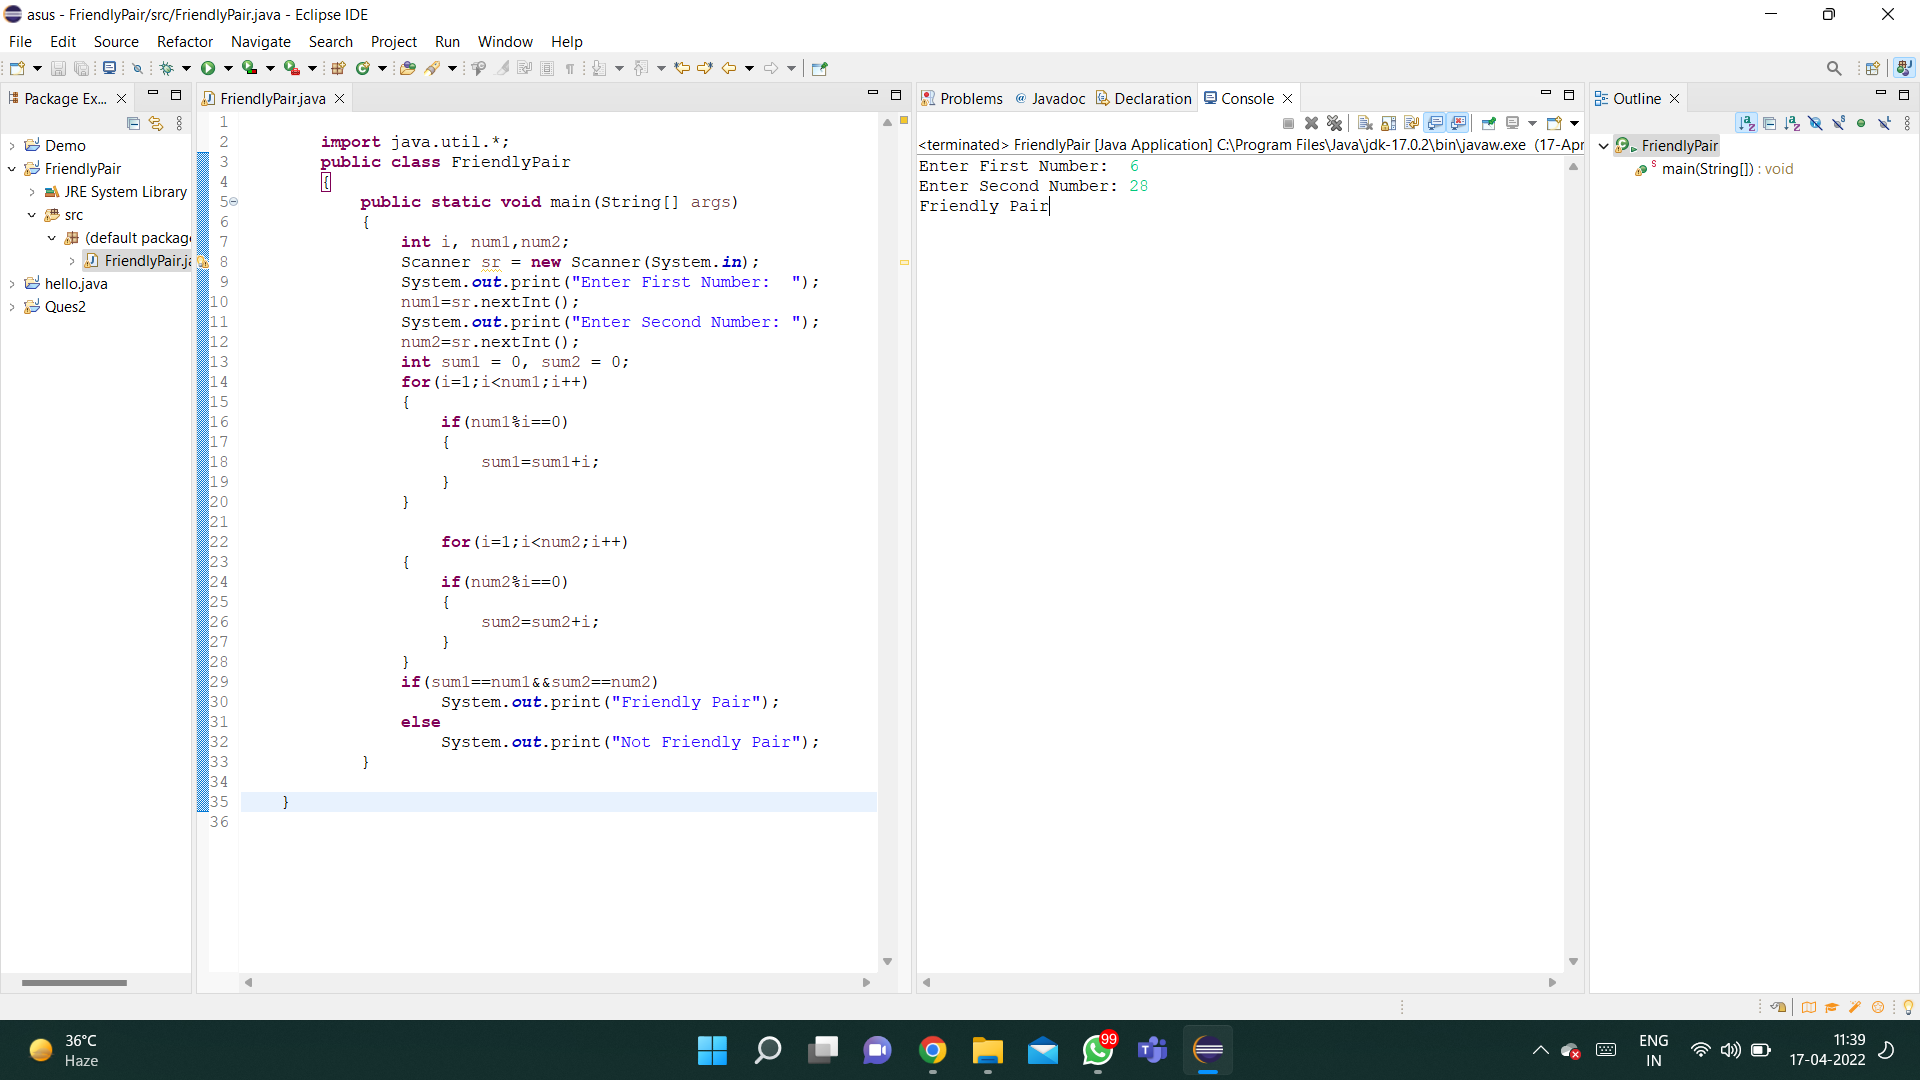 asus - FriendlyPair/src/FriendlyPair.java - Eclipse IDE
File Edit Source Refactor Navigate Search Project Run Window Help
Package Ex...
Demo
FriendlyPair
JRE System Library
src
(default package
FriendlyPair.ja
hello.java
Ques2
FriendlyPair.java
1
2 import java.util.*;
3 public class FriendlyPair
4 {
5 public static void main(String[] args)
6 {
7 int i, num1,num2;
8 Scanner sr = new Scanner(System.in);
9 System.out.print("Enter First Number:  ");
10 num1=sr.nextInt();
11 System.out.print("Enter Second Number: ");
12 num2=sr.nextInt();
13 int sum1 = 0, sum2 = 0;
14 for(i=1;i<num1;i++)
15 {
16 if(num1%i==0)
17 {
18 sum1=sum1+i;
19 }
20 }
21
22 for(i=1;i<num2;i++)
23 {
24 if(num2%i==0)
25 {
26 sum2=sum2+i;
27 }
28 }
29 if(sum1==num1&&sum2==num2)
30 System.out.print("Friendly Pair");
31 else
32 System.out.print("Not Friendly Pair");
33 }
34
35 }
36
Problems @ Javadoc Declaration Console
<terminated> FriendlyPair [Java Application] C:\Program Files\Java\jdk-17.0.2\bin\javaw.exe (17-Apr
Enter First Number:  6
Enter Second Number: 28
Friendly Pair
Outline
FriendlyPair
main(String[]) : void
36°C
Haze
99
ENG
IN
11:39
17-04-2022